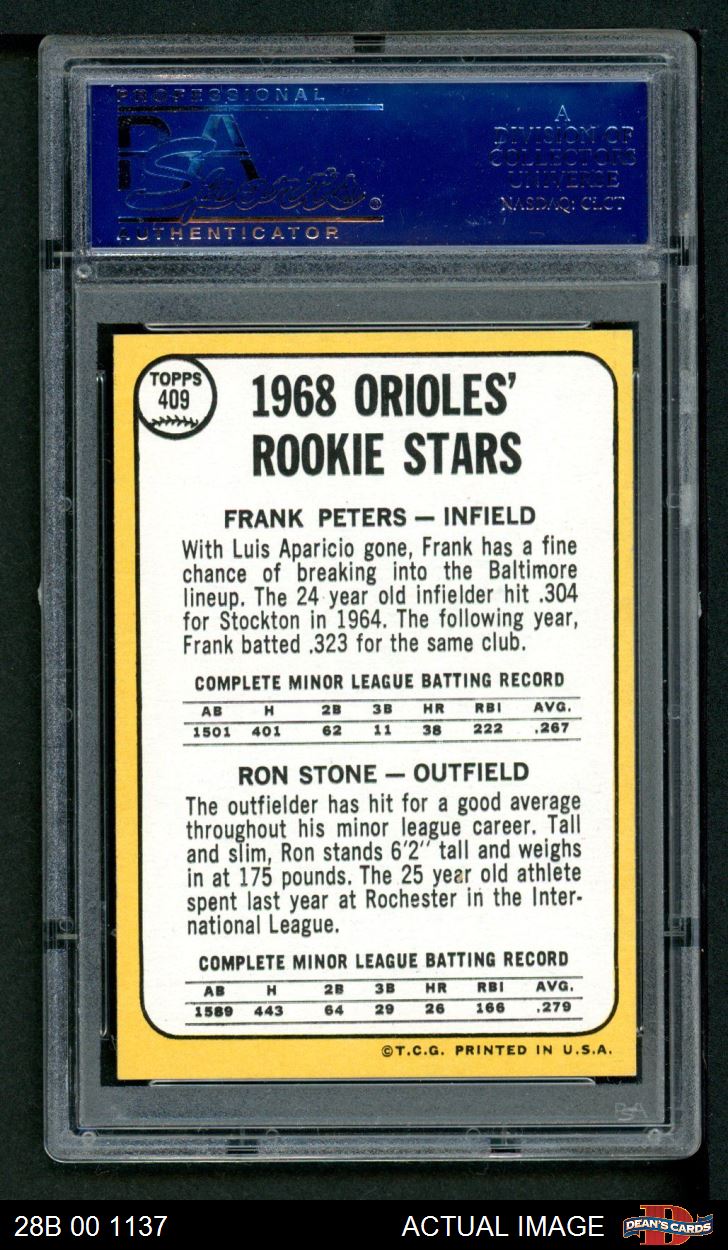 PROFESSIONAL
PSA
Sports®
AUTHENTICATOR
A
DIVISION OF
COLLECTORS
UNIVERSE
NASDAQ: CLCT
TOPPS
409
1968 ORIOLES'
ROOKIE STARS
FRANK PETERS — INFIELD
With Luis Aparicio gone, Frank has a fine
chance of breaking into the Baltimore
lineup. The 24 year old infielder hit .304
for Stockton in 1964. The following year,
Frank batted .323 for the same club.
COMPLETE MINOR LEAGUE BATTING RECORD
AB H 2B 3B HR RBI AVG.
1501 401 62 11 38 222 .267
RON STONE — OUTFIELD
The outfielder has hit for a good average
throughout his minor league career. Tall
and slim, Ron stands 6'2'' tall and weighs
in at 175 pounds. The 25 year old athlete
spent last year at Rochester in the Inter-
national League.
COMPLETE MINOR LEAGUE BATTING RECORD
AB H 2B 3B HR RBI AVG.
1589 443 64 29 26 166 .279
©T.C.G. PRINTED IN U.S.A.
PSA
28B 00 1137
ACTUAL IMAGE
D
DEAN'S CARDS